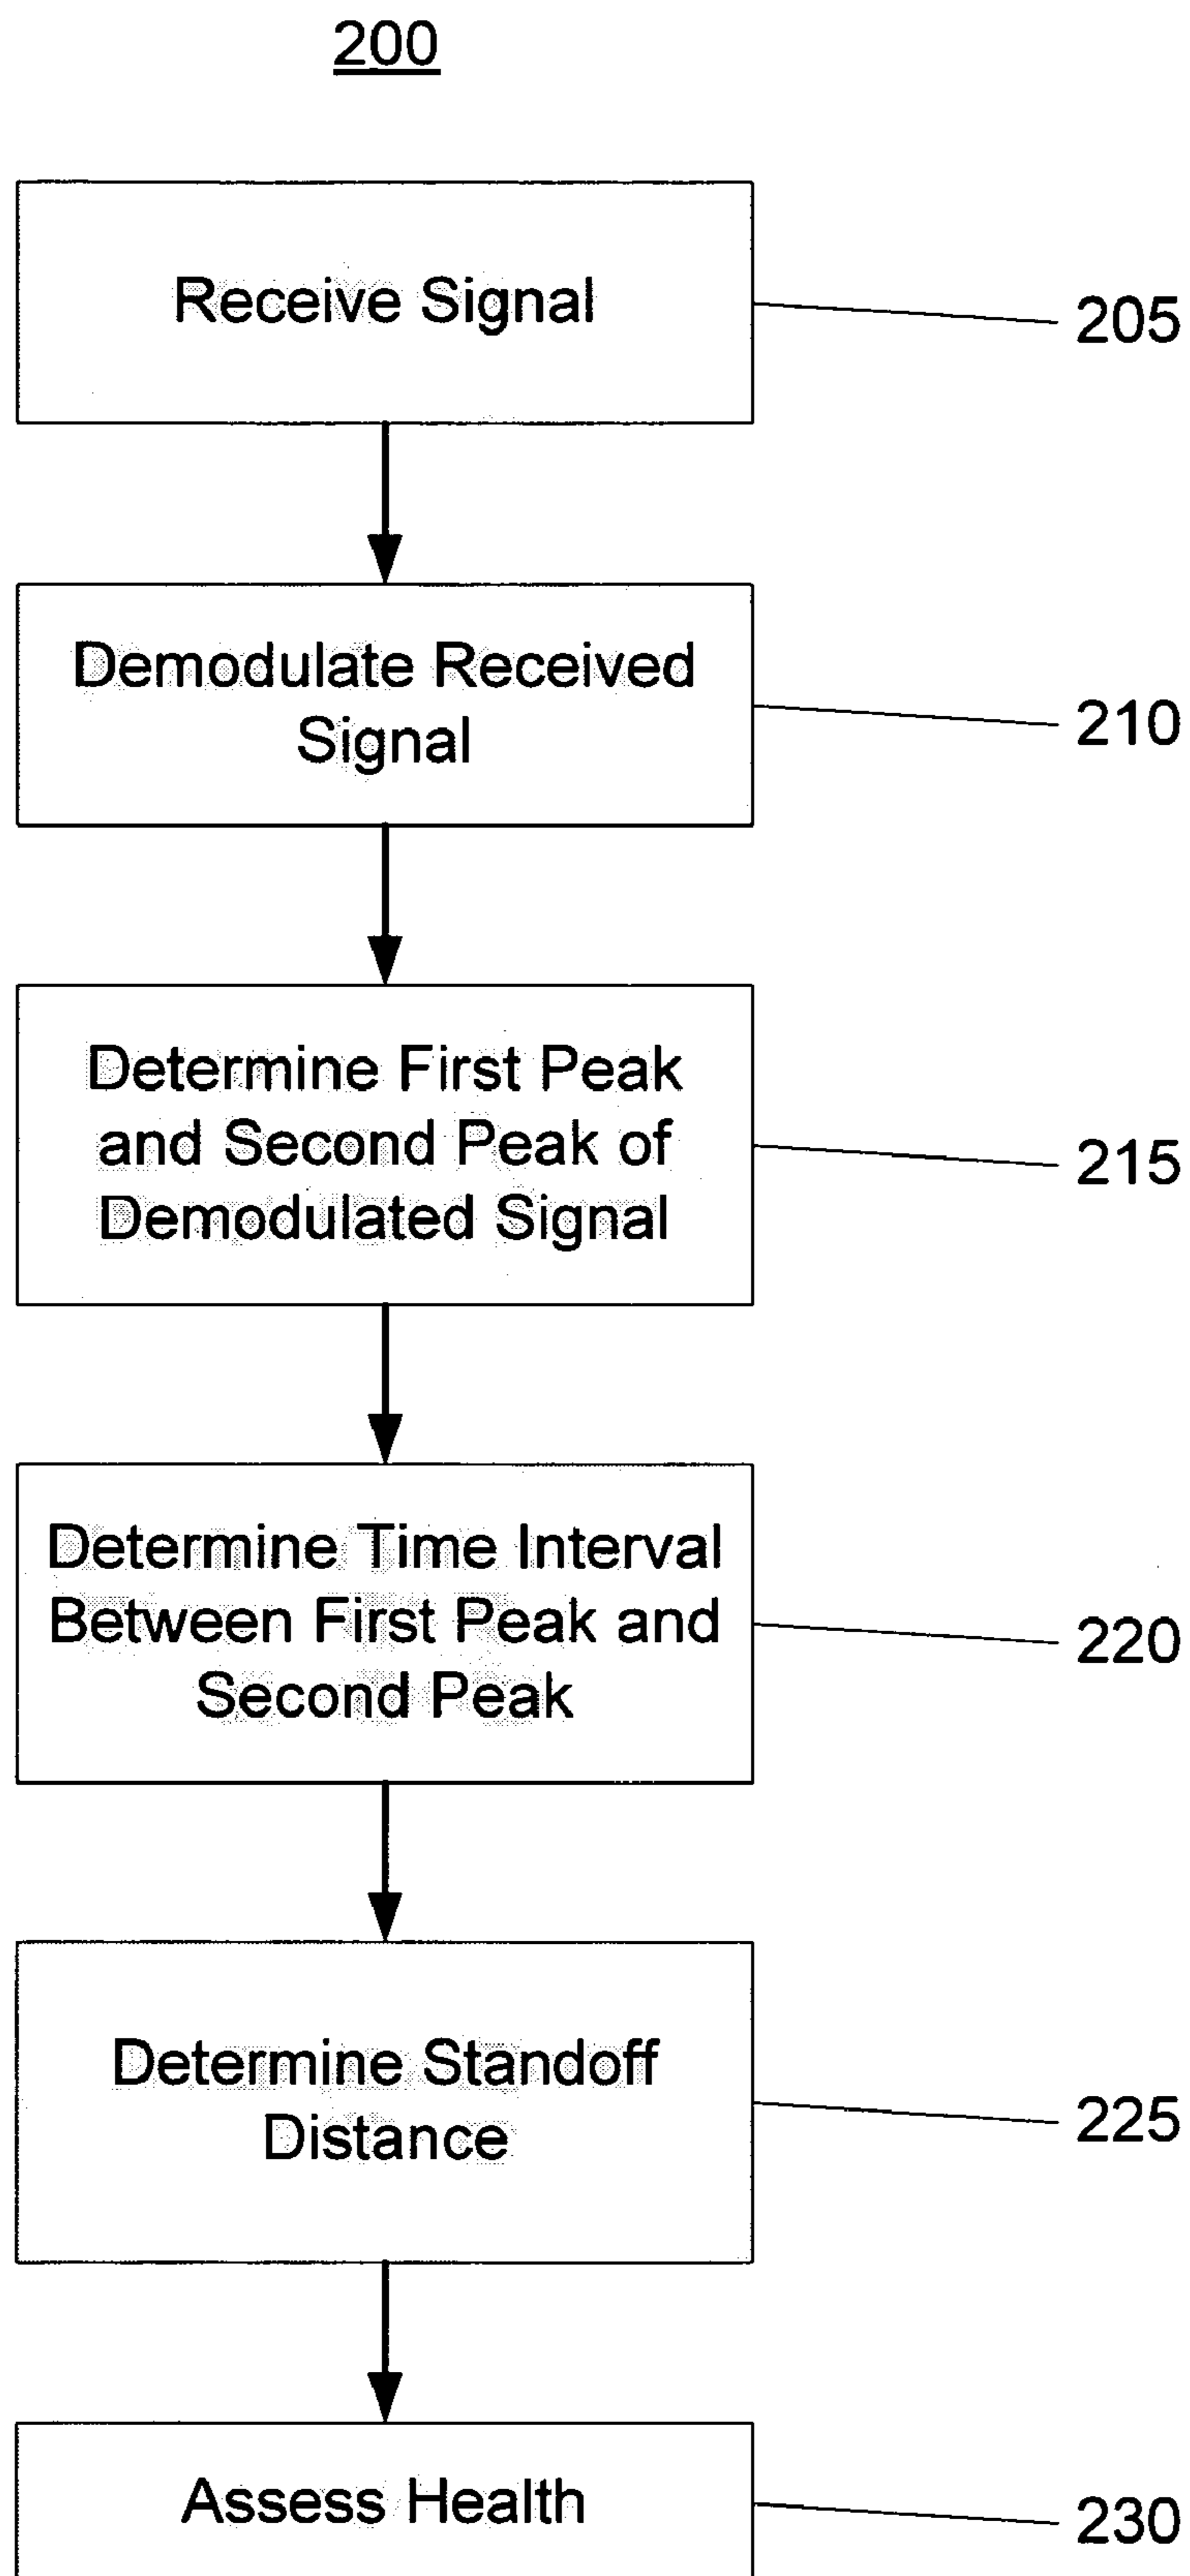 200
Receive Signal
205
Demodulate Received
Signal
210
Determine First Peak
and Second Peak of
Demodulated Signal
215
Determine Time Interval
Between First Peak and
Second Peak
220
Determine Standoff
Distance
225
Assess Health
230